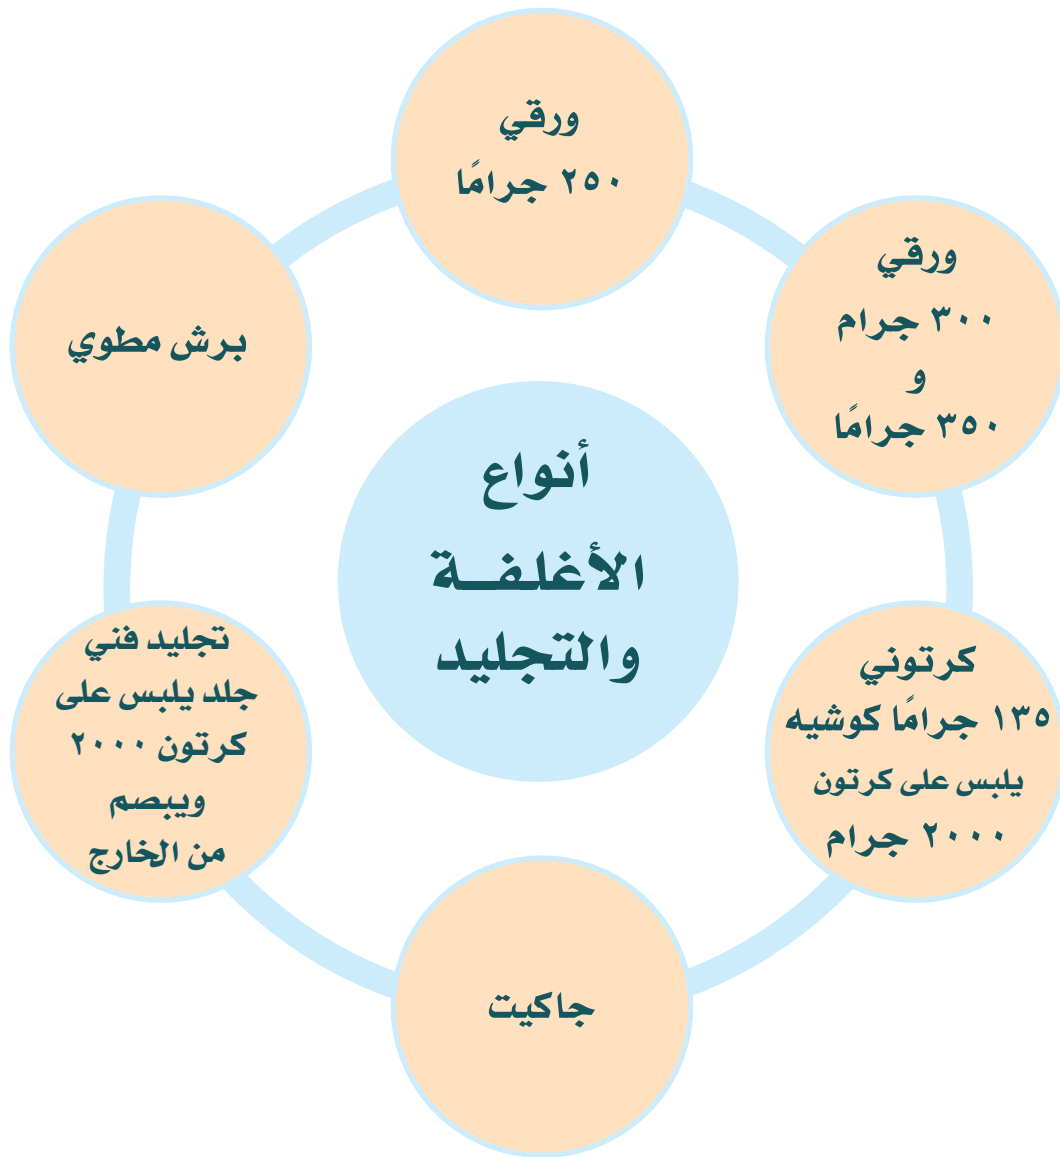 أنواع
الأغلفــة
والتجليد
ورقي
٢٥٠ جرامًا
ورقي
٣٠٠ جرام
و
٣٥٠ جرامًا
كرتوني
١٣٥ جرامًا كوشيه
يلبس على كرتون
٢٠٠٠ جرام
جاكيت
تجليد فني
جلد يلبس على
كرتون ٢٠٠٠
ويبصم
من الخارج
برش مطوي